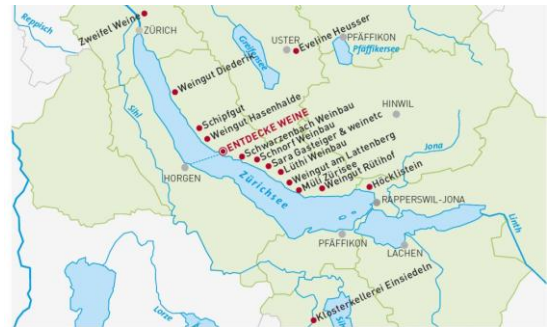 Reppisch
Zweifel Weine
ZÜRICH
Greifensee
USTER
Eveline Heusser
PFÄFFIKON
Pfäffikersee
Weingut Diederik
Sihl
Schipfgut
Weingut Hasenhalde
ENTDECKE WEINE
Schwarzenbach Weinbau
Schnorf Weinbau
Sara Gasteiger & weinetc
Lüthi Weinbau
Weingut am Lattenberg
Müli Zürisee
Weingut Rütihof
Höcklistein
HINWIL
Jona
HORGEN
Zürichsee
RAPPERSWIL-JONA
PFÄFFIKON
LACHEN
Linth
Reuss
Lorze
Klosterkellerei Einsiedeln